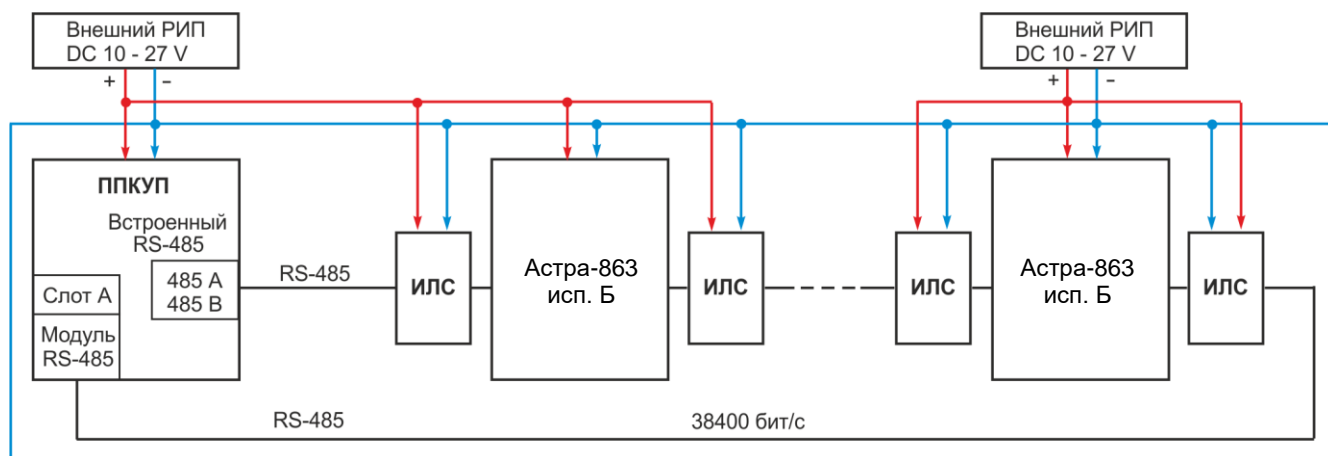 Внешний РИП
DC 10 - 27 V
+ –
Внешний РИП
DC 10 - 27 V
+ –
ППКУП
Встроенный
RS-485
485 A
485 B
Слот А
Модуль
RS-485
RS-485
ИЛС
Астра-863
исп. Б
ИЛС
ИЛС
Астра-863
исп. Б
ИЛС
RS-485
38400 бит/с